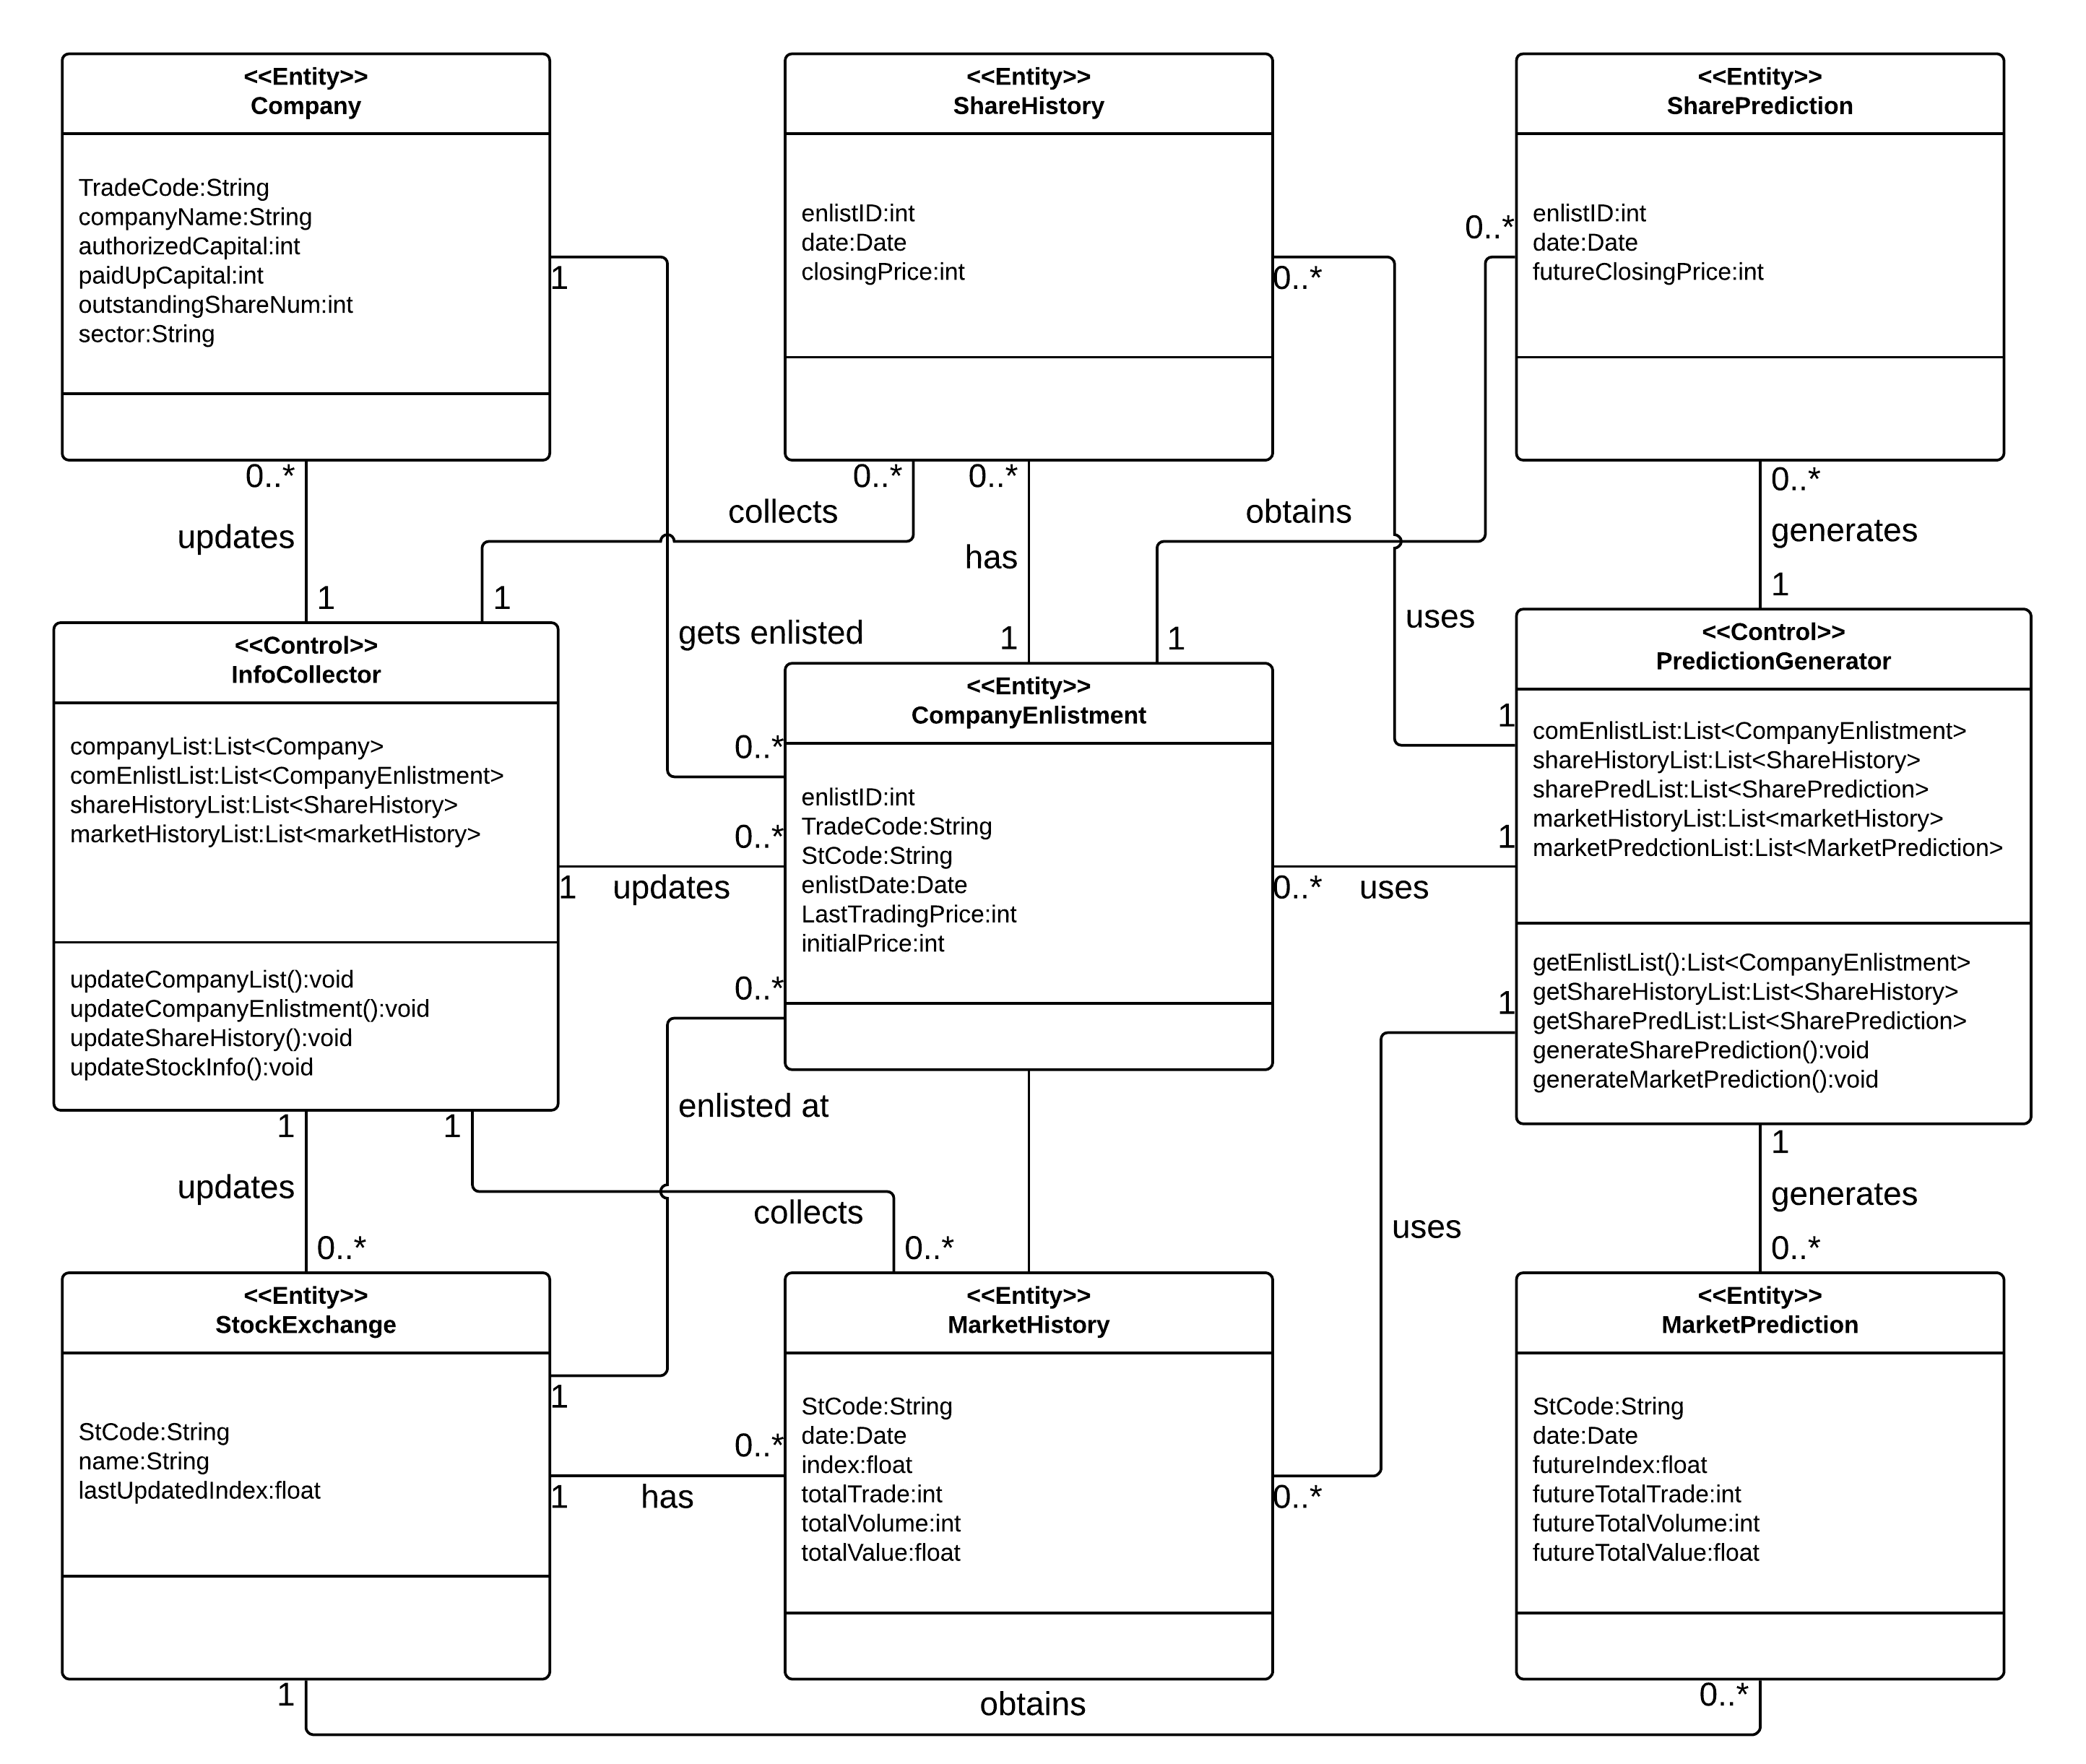 <<Entity>>
Company
TradeCode:String
companyName:String
authorizedCapital:int
paidUpCapital:int
outstandingShareNum:int
sector:String
1
0..*
updates
1
<<Entity>>
ShareHistory
enlistID:int
date:Date
closingPrice:int
0..*
0..*
0..*
collects
1
has
1
<<Entity>>
SharePrediction
enlistID:int
date:Date
futureClosingPrice:int
0..*
obtains
1
0..*
generates
1
uses
gets enlisted
<<Control>>
InfoCollector
companyList:List<Company>
comEnlistList:List<CompanyEnlistment>
shareHistoryList:List<ShareHistory>
marketHistoryList:List<marketHistory>
updateCompanyList():void
updateCompanyEnlistment():void
updateShareHistory():void
updateStockInfo():void
0..*
0..*
1
updates
0..*
<<Entity>>
CompanyEnlistment
enlistID:int
TradeCode:String
StCode:String
enlistDate:Date
LastTradingPrice:int
initialPrice:int
1
1
0..*
uses
1
<<Control>>
PredictionGenerator
comEnlistList:List<CompanyEnlistment>
shareHistoryList:List<ShareHistory>
sharePredList:List<SharePrediction>
marketHistoryList:List<marketHistory>
marketPredctionList:List<MarketPrediction>
getEnlistList():List<CompanyEnlistment>
getShareHistoryList:List<ShareHistory>
getSharePredList:List<SharePrediction>
generateSharePrediction():void
generateMarketPrediction():void
1
updates
0..*
1
enlisted at
collects
0..*
uses
1
generates
0..*
<<Entity>>
StockExchange
StCode:String
name:String
lastUpdatedIndex:float
1
1
has
0..*
<<Entity>>
MarketHistory
StCode:String
date:Date
index:float
totalTrade:int
totalVolume:int
totalValue:float
0..*
<<Entity>>
MarketPrediction
StCode:String
date:Date
futureIndex:float
futureTotalTrade:int
futureTotalVolume:int
futureTotalValue:float
1
obtains
0..*